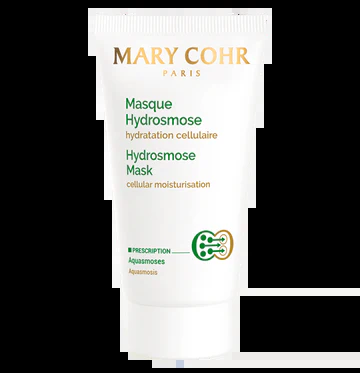 MARY COHR
PARIS
Masque
Hydrosmose
hydratation cellulaire
Hydrosmose
Mask
cellular moisturisation
PRESCRIPTION
Aquasmoses
Aquasmosis